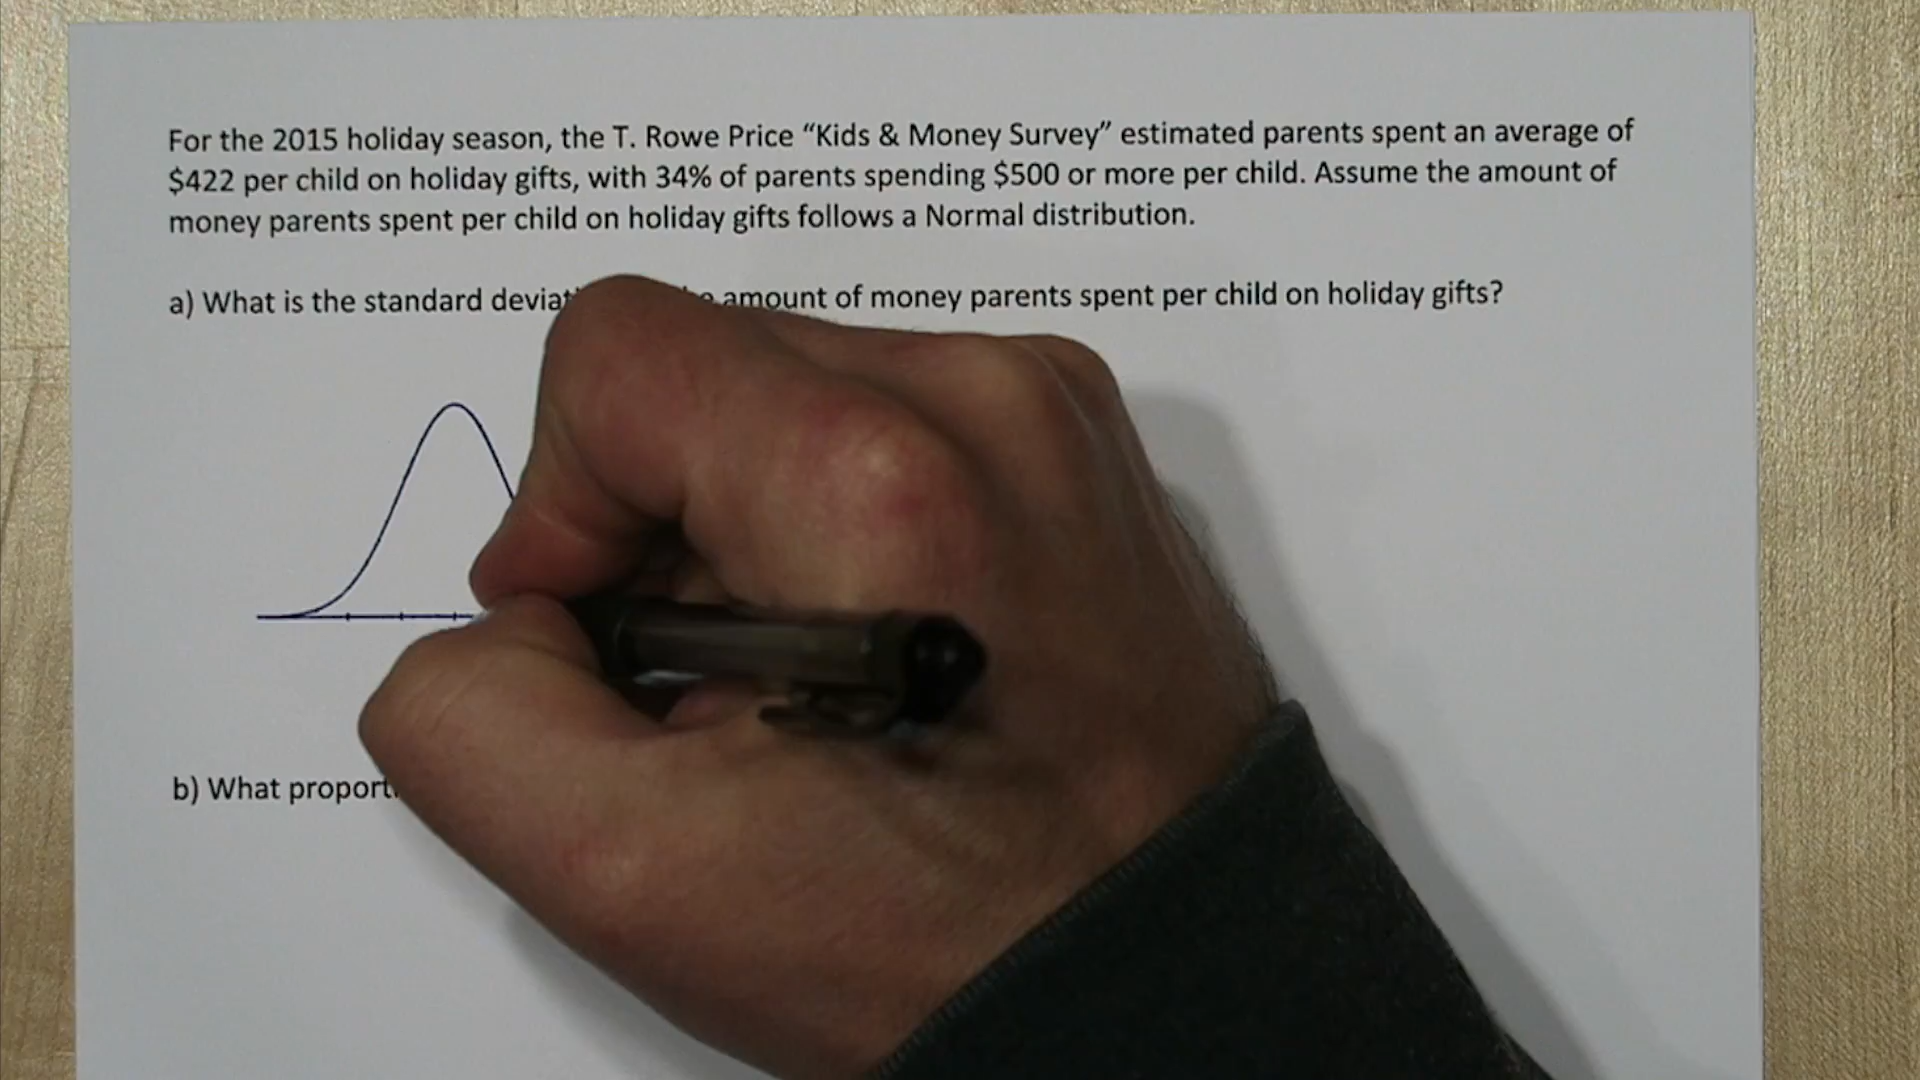 For the 2015 holiday season, the T. Rowe Price “Kids & Money Survey” estimated parents spent an average of
$422 per child on holiday gifts, with 34% of parents spending $500 or more per child. Assume the amount of
money parents spent per child on holiday gifts follows a Normal distribution.
a) What is the standard amount of money parents spent per child on holiday gifts?
b) What